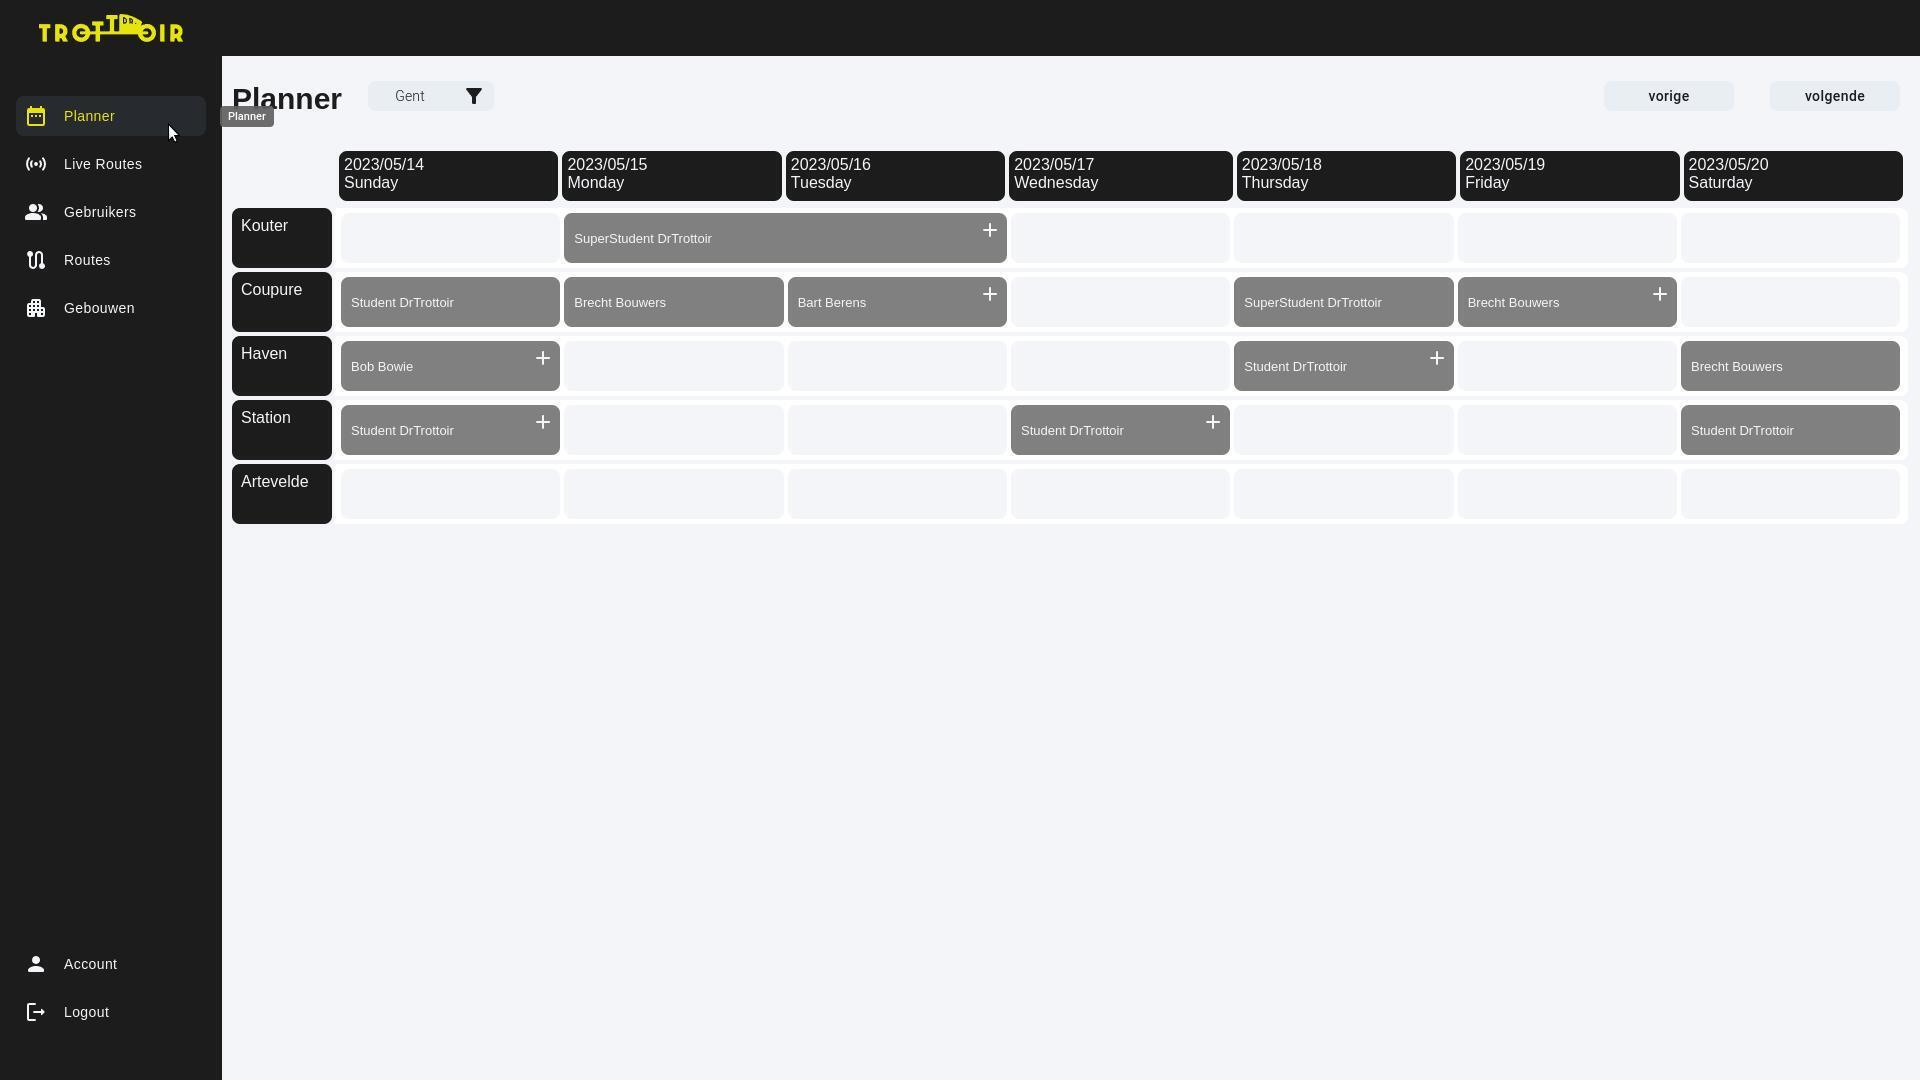 TROTTOIR
DR.
Planner
Live Routes
Gebruikers
Routes
Gebouwen
Account
Logout
Planner
Planner
Gent
vorige
volgende
2023/05/14
Sunday
2023/05/15
Monday
2023/05/16
Tuesday
2023/05/17
Wednesday
2023/05/18
Thursday
2023/05/19
Friday
2023/05/20
Saturday
Kouter
SuperStudent DrTrottoir
Coupure
Student DrTrottoir
Brecht Bouwers
Bart Berens
SuperStudent DrTrottoir
Brecht Bouwers
Haven
Bob Bowie
Student DrTrottoir
Brecht Bouwers
Station
Student DrTrottoir
Student DrTrottoir
Student DrTrottoir
Artevelde